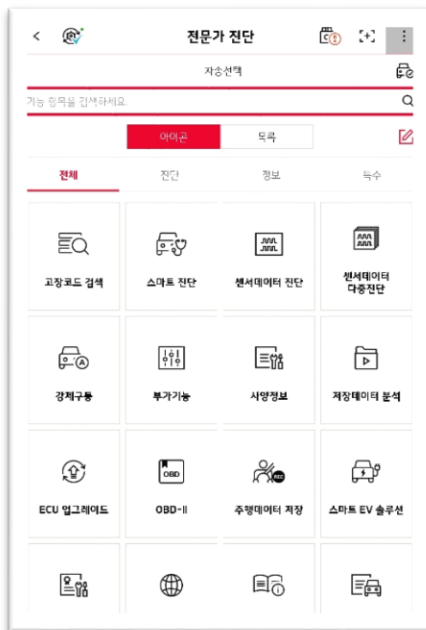 전문가 진단
차종선택
기능 항목을 검색하세요.
아이콘 목록
전체 진단 정보 특수
고장코드 검색 스마트 진단 센서데이터 진단 센서데이터
다중진단
강제구동 부가기능 사양정보 저장데이터 분석
OBD
REC
ECU 업그레이드 OBD-II 주행데이터 저장 스마트 EV 솔루션